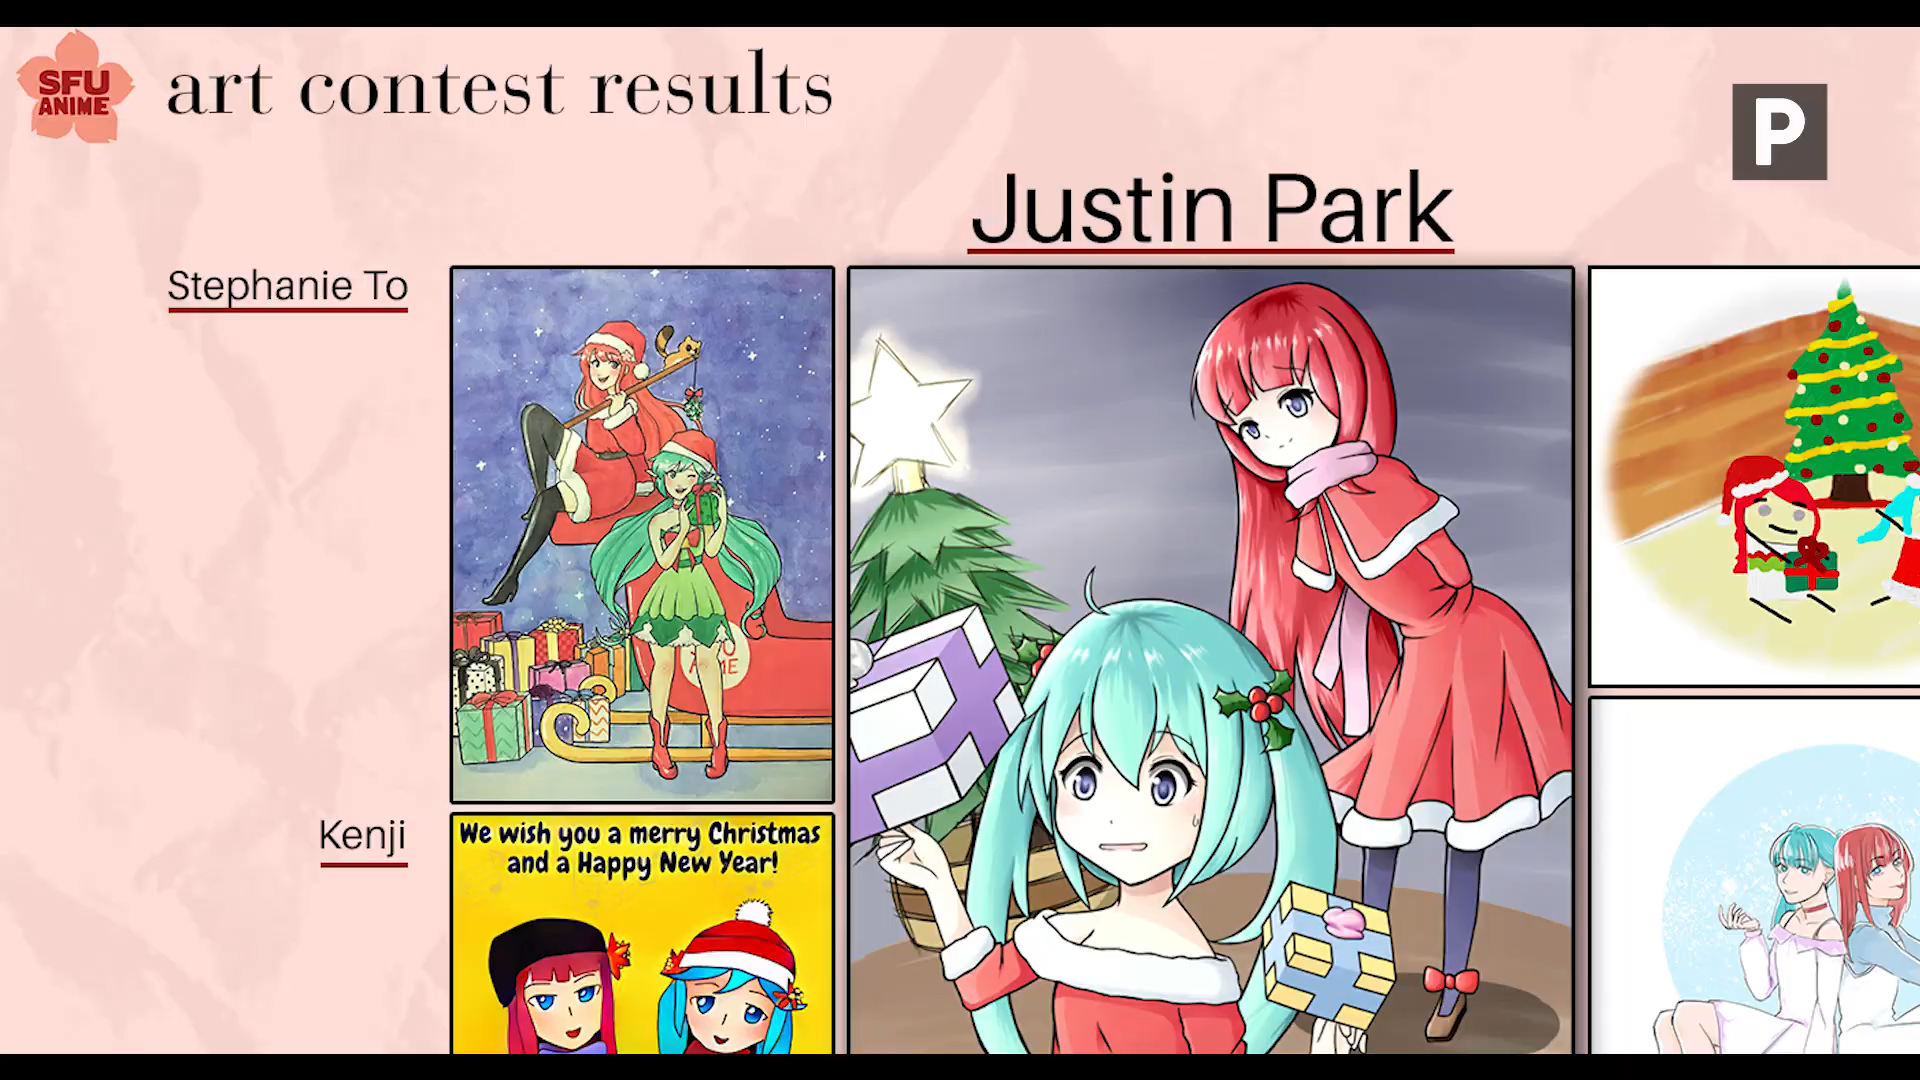 SFU
ANIME
art contest results
P
Justin Park
Stephanie To
Kenji
We wish you a merry Christmas
and a Happy New Year!